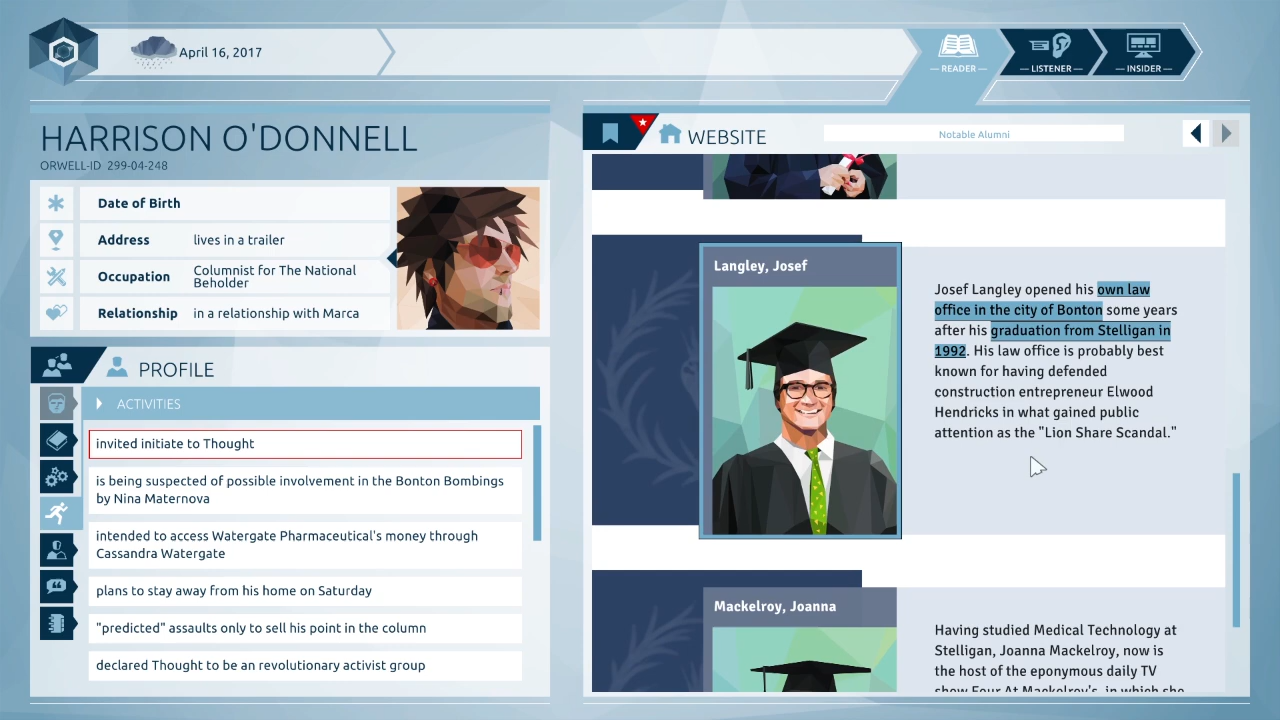 April 16, 2017
— READER —
— LISTENER —
— INSIDER —
HARRISON O'DONNELL
ORWELL-ID 299-04-248
Date of Birth
Address lives in a trailer
Occupation Columnist for The National
Beholder
Relationship in a relationship with Marca
PROFILE
ACTIVITIES
invited initiate to Thought
is being suspected of possible involvement in the Bonton Bombings
by Nina Maternova
intended to access Watergate Pharmaceutical's money through
Cassandra Watergate
plans to stay away from his home on Saturday
"predicted" assaults only to sell his point in the column
declared Thought to be an revolutionary activist group
WEBSITE
Notable Alumni
Langley, Josef
Josef Langley opened his own law
office in the city of Bonton some years
after his graduation from Stelligan in
1992. His law office is probably best
known for having defended
construction entrepreneur Elwood
Hendricks in what gained public
attention as the "Lion Share Scandal."
Mackelroy, Joanna
Having studied Medical Technology at
Stelligan, Joanna Mackelroy, now is
the host of the eponymous daily TV
show Four At Mackelroy's, in which she